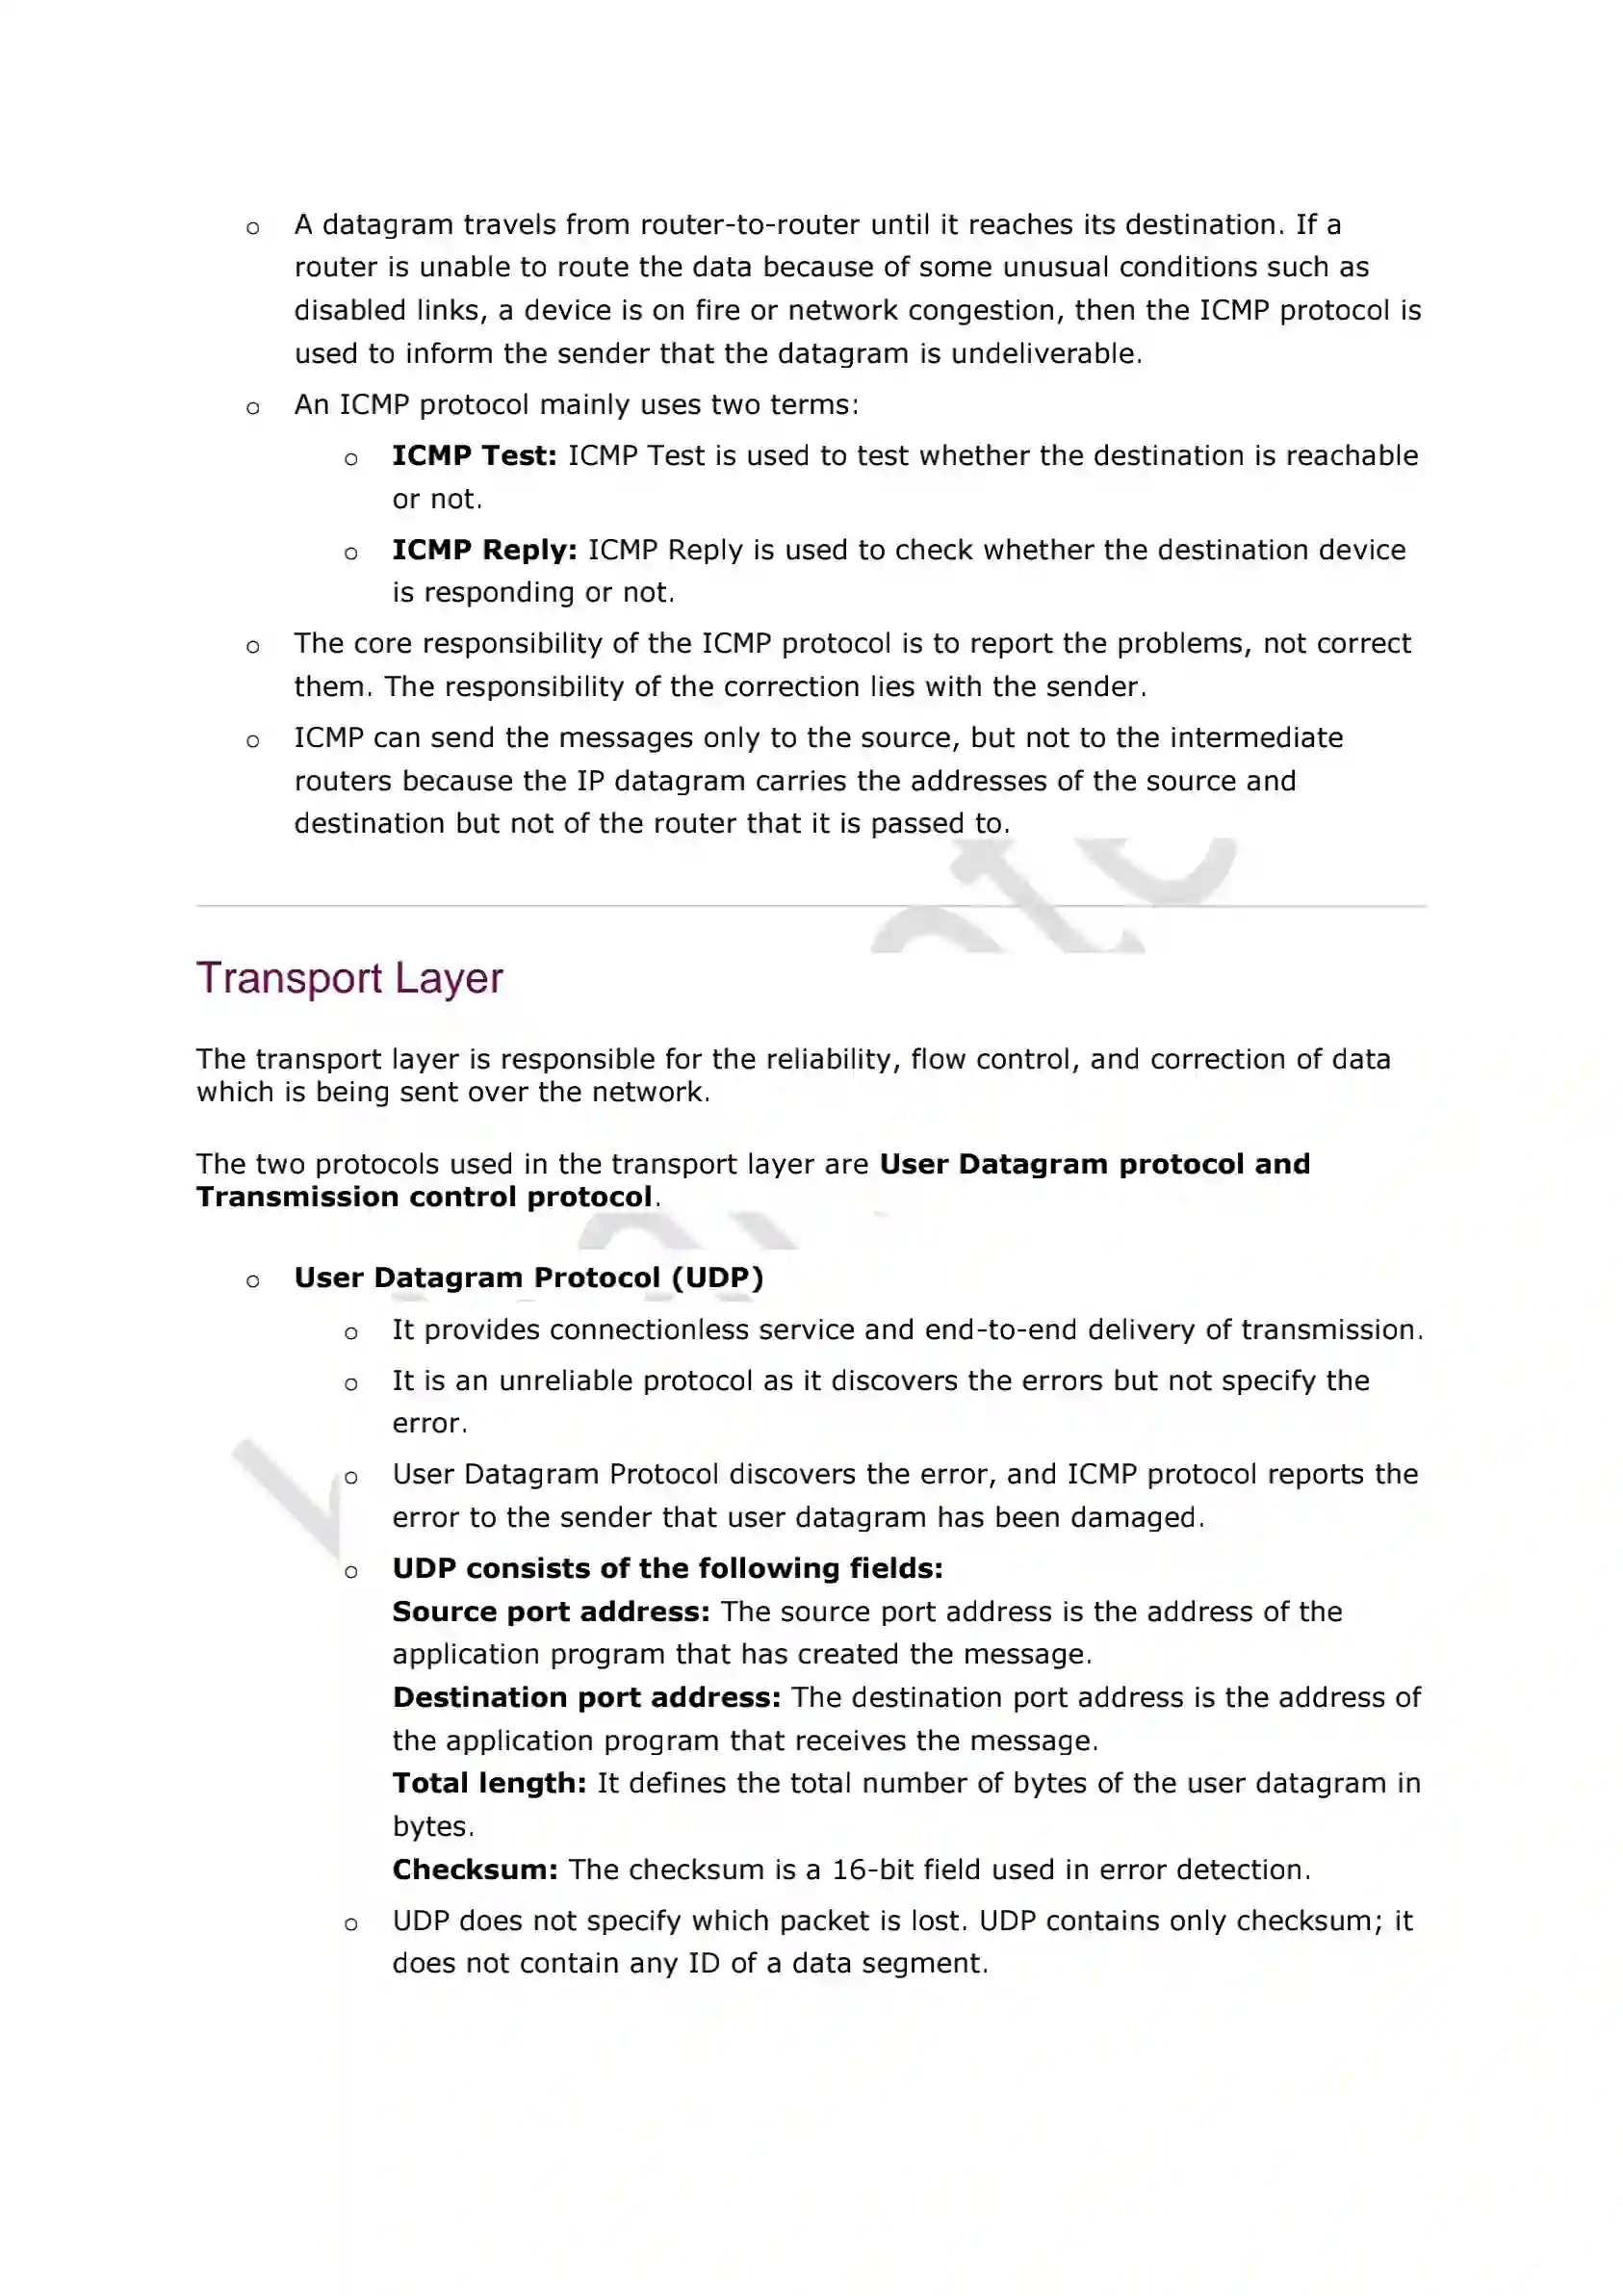 o A datagram travels from router-to-router until it reaches its destination. If a
router is unable to route the data because of some unusual conditions such as
disabled links, a device is on fire or network congestion, then the ICMP protocol is
used to inform the sender that the datagram is undeliverable.
o An ICMP protocol mainly uses two terms:
o ICMP Test: ICMP Test is used to test whether the destination is reachable
or not.
o ICMP Reply: ICMP Reply is used to check whether the destination device
is responding or not.
o The core responsibility of the ICMP protocol is to report the problems, not correct
them. The responsibility of the correction lies with the sender.
o ICMP can send the messages only to the source, but not to the intermediate
routers because the IP datagram carries the addresses of the source and
destination but not of the router that it is passed to.
Transport Layer
The transport layer is responsible for the reliability, flow control, and correction of data
which is being sent over the network.
The two protocols used in the transport layer are User Datagram protocol and
Transmission control protocol.
o User Datagram Protocol (UDP)
o It provides connectionless service and end-to-end delivery of transmission.
o It is an unreliable protocol as it discovers the errors but not specify the
error.
o User Datagram Protocol discovers the error, and ICMP protocol reports the
error to the sender that user datagram has been damaged.
o UDP consists of the following fields:
Source port address: The source port address is the address of the
application program that has created the message.
Destination port address: The destination port address is the address of
the application program that receives the message.
Total length: It defines the total number of bytes of the user datagram in
bytes.
Checksum: The checksum is a 16-bit field used in error detection.
o UDP does not specify which packet is lost. UDP contains only checksum; it
does not contain any ID of a data segment.